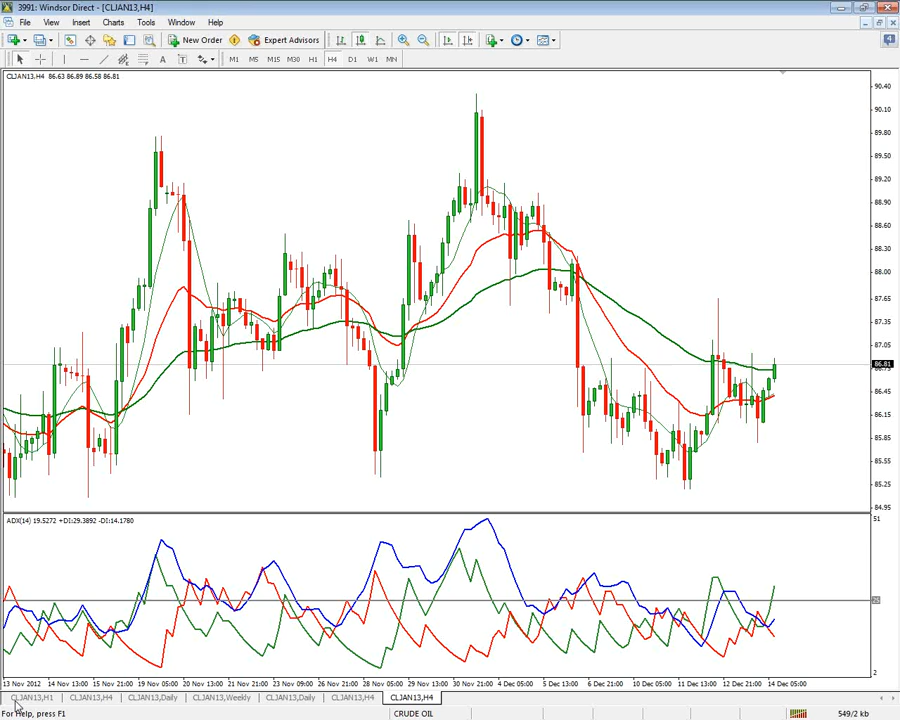 3991: Windsor Direct - [CLJAN13,H4]
File View Insert Charts Tools Window Help
New Order Expert Advisors
A T M1 M5 M15 M30 H1 H4 D1 W1 MN
CLJAN13,H4 86.63 86.89 86.58 86.81
90.40
90.10
89.80
89.50
89.20
88.90
88.60
88.30
88.00
87.65
87.35
87.05
86.81
86.45
86.15
85.85
85.55
85.25
84.95
ADX(14) 19.5272 +DI:29.3892 -DI:14.1780
51
25
2
13 Nov 2012 14 Nov 13:00 16 Nov 09:00 19 Nov 05:00 20 Nov 13:00 21 Nov 21:00 23 Nov 09:00 26 Nov 21:00 28 Nov 05:00 29 Nov 13:00 30 Nov 21:00 4 Dec 05:00 5 Dec 13:00 6 Dec 21:00 10 Dec 05:00 11 Dec 13:00 12 Dec 21:00 14 Dec 05:00
CLJAN13,H1 CLJAN13,H4 CLJAN13,Daily CLJAN13,Weekly CLJAN13,Daily CLJAN13,H4 CLJAN13,H4
For Help, press F1 CRUDE OIL 549/2 kb